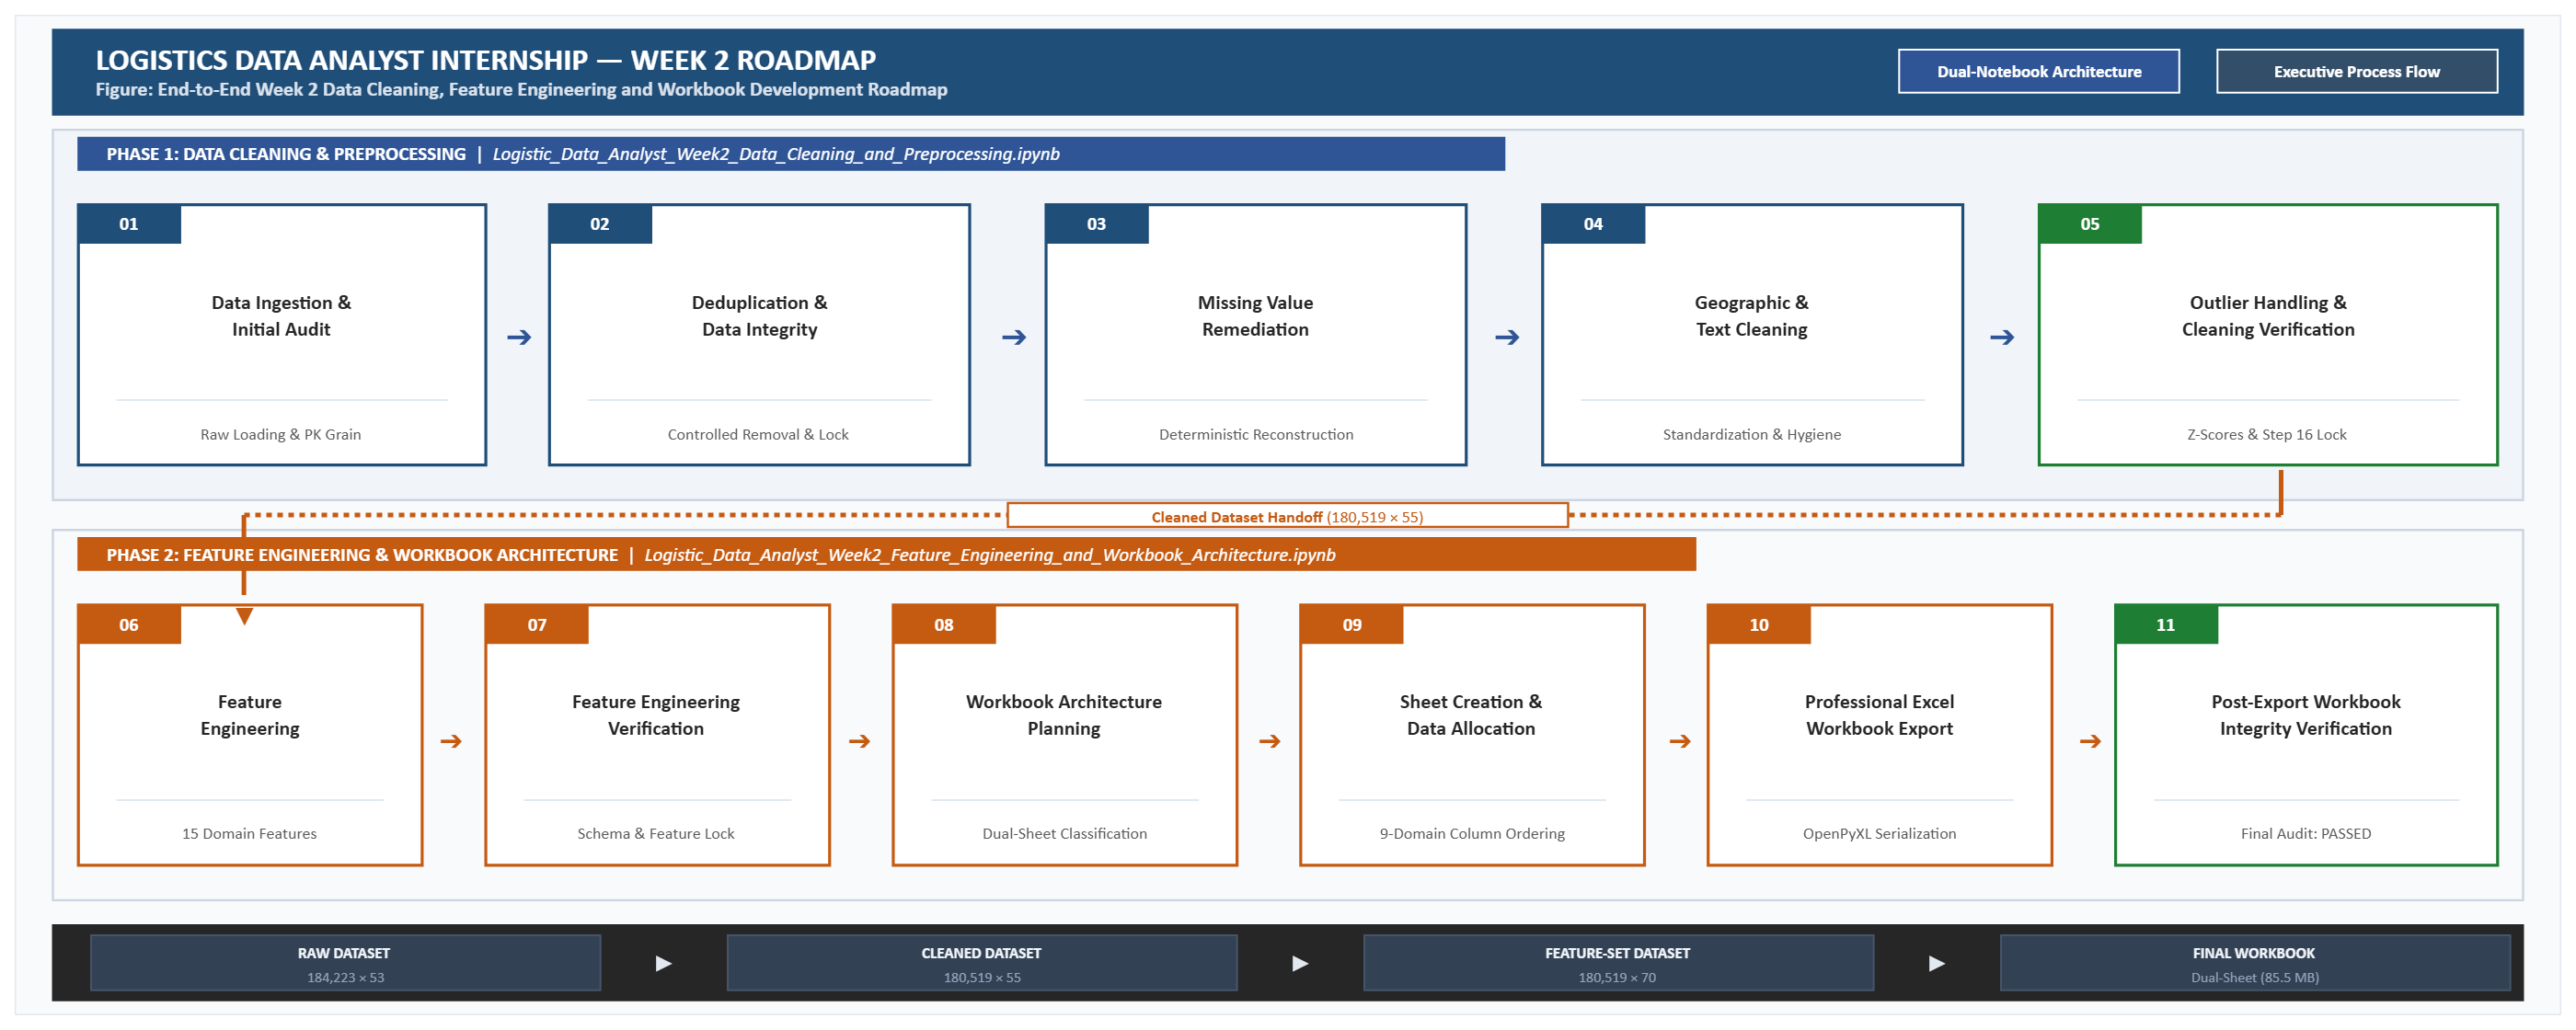 LOGISTICS DATA ANALYST INTERNSHIP — WEEK 2 ROADMAP
Figure: End-to-End Week 2 Data Cleaning, Feature Engineering and Workbook Development Roadmap
Dual-Notebook Architecture
Executive Process Flow
PHASE 1: DATA CLEANING & PREPROCESSING | Logistic_Data_Analyst_Week2_Data_Cleaning_and_Preprocessing.ipynb
01
Data Ingestion &
Initial Audit
Raw Loading & PK Grain
02
Deduplication &
Data Integrity
Controlled Removal & Lock
03
Missing Value
Remediation
Deterministic Reconstruction
04
Geographic &
Text Cleaning
Standardization & Hygiene
05
Outlier Handling &
Cleaning Verification
Z-Scores & Step 16 Lock
Cleaned Dataset Handoff (180,519 × 55)
PHASE 2: FEATURE ENGINEERING & WORKBOOK ARCHITECTURE | Logistic_Data_Analyst_Week2_Feature_Engineering_and_Workbook_Architecture.ipynb
06
Feature
Engineering
15 Domain Features
07
Feature Engineering
Verification
Schema & Feature Lock
08
Workbook Architecture
Planning
Dual-Sheet Classification
09
Sheet Creation &
Data Allocation
9-Domain Column Ordering
10
Professional Excel
Workbook Export
OpenPyXL Serialization
11
Post-Export Workbook
Integrity Verification
Final Audit: PASSED
RAW DATASET
184,223 × 53
CLEANED DATASET
180,519 × 55
FEATURE-SET DATASET
180,519 × 70
FINAL WORKBOOK
Dual-Sheet (85.5 MB)